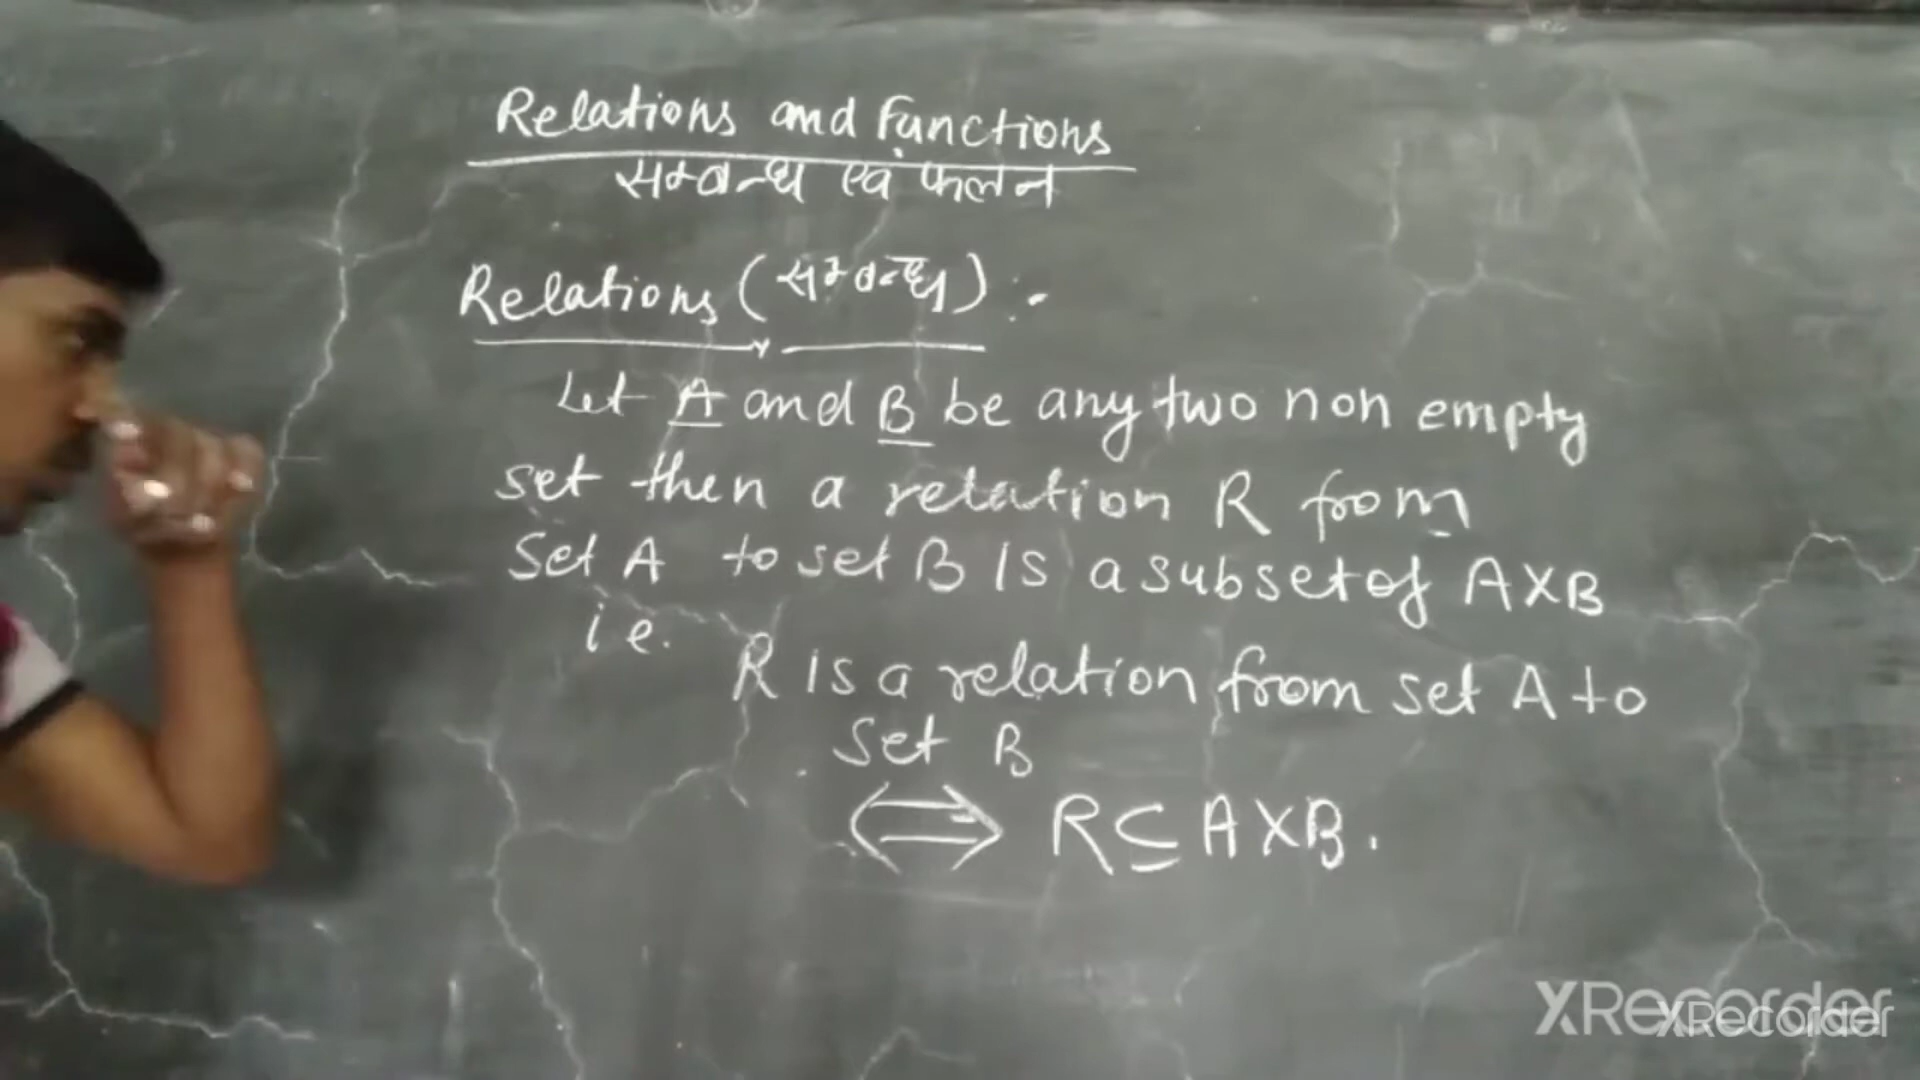 Relations and Functions
सम्बन्ध एवं फलन
Relations (सम्बन्ध) :-
Let A and B be any two non empty
set then a relation R from
Set A to set B is a subset of A×B
i.e.
R is a relation from set A to
Set B
⟺ R ⊆ A×B.
XRecorder
XRecorder